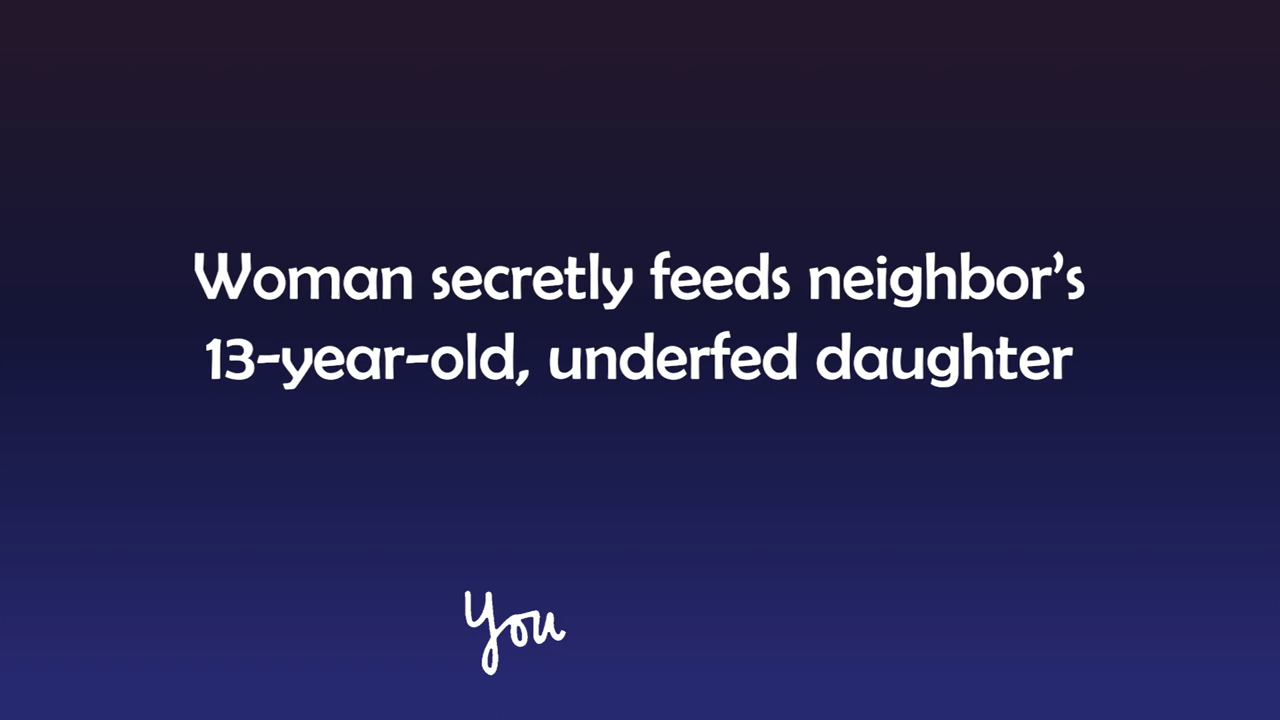 Woman secretly feeds neighbor’s
13-year-old, underfed daughter
You